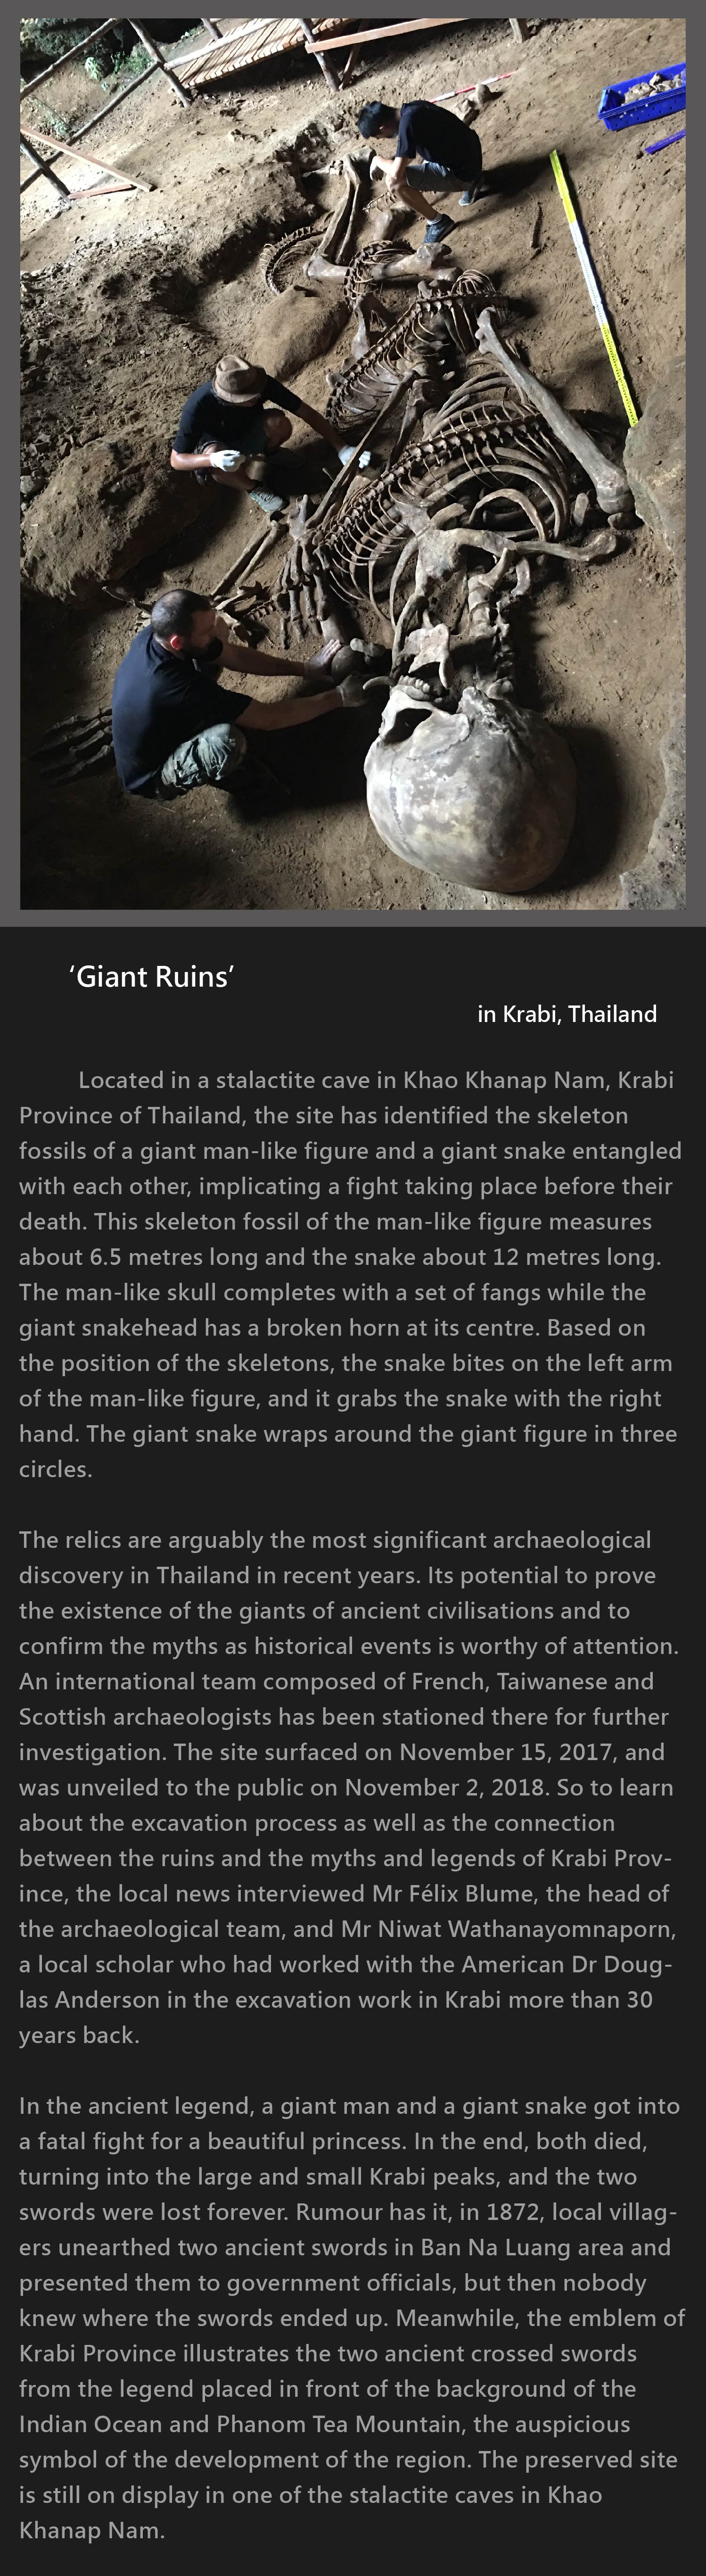 ‘Giant Ruins’
in Krabi, Thailand
Located in a stalactite cave in Khao Khanap Nam, Krabi
Province of Thailand, the site has identified the skeleton
fossils of a giant man-like figure and a giant snake entangled
with each other, implicating a fight taking place before their
death. This skeleton fossil of the man-like figure measures
about 6.5 metres long and the snake about 12 metres long.
The man-like skull completes with a set of fangs while the
giant snakehead has a broken horn at its centre. Based on
the position of the skeletons, the snake bites on the left arm
of the man-like figure, and it grabs the snake with the right
hand. The giant snake wraps around the giant figure in three
circles.
The relics are arguably the most significant archaeological
discovery in Thailand in recent years. Its potential to prove
the existence of the giants of ancient civilisations and to
confirm the myths as historical events is worthy of attention.
An international team composed of French, Taiwanese and
Scottish archaeologists has been stationed there for further
investigation. The site surfaced on November 15, 2017, and
was unveiled to the public on November 2, 2018. So to learn
about the excavation process as well as the connection
between the ruins and the myths and legends of Krabi Prov-
ince, the local news interviewed Mr Félix Blume, the head of
the archaeological team, and Mr Niwat Wathanayomnaporn,
a local scholar who had worked with the American Dr Doug-
las Anderson in the excavation work in Krabi more than 30
years back.
In the ancient legend, a giant man and a giant snake got into
a fatal fight for a beautiful princess. In the end, both died,
turning into the large and small Krabi peaks, and the two
swords were lost forever. Rumour has it, in 1872, local villag-
ers unearthed two ancient swords in Ban Na Luang area and
presented them to government officials, but then nobody
knew where the swords ended up. Meanwhile, the emblem of
Krabi Province illustrates the two ancient crossed swords
from the legend placed in front of the background of the
Indian Ocean and Phanom Tea Mountain, the auspicious
symbol of the development of the region. The preserved site
is still on display in one of the stalactite caves in Khao
Khanap Nam.